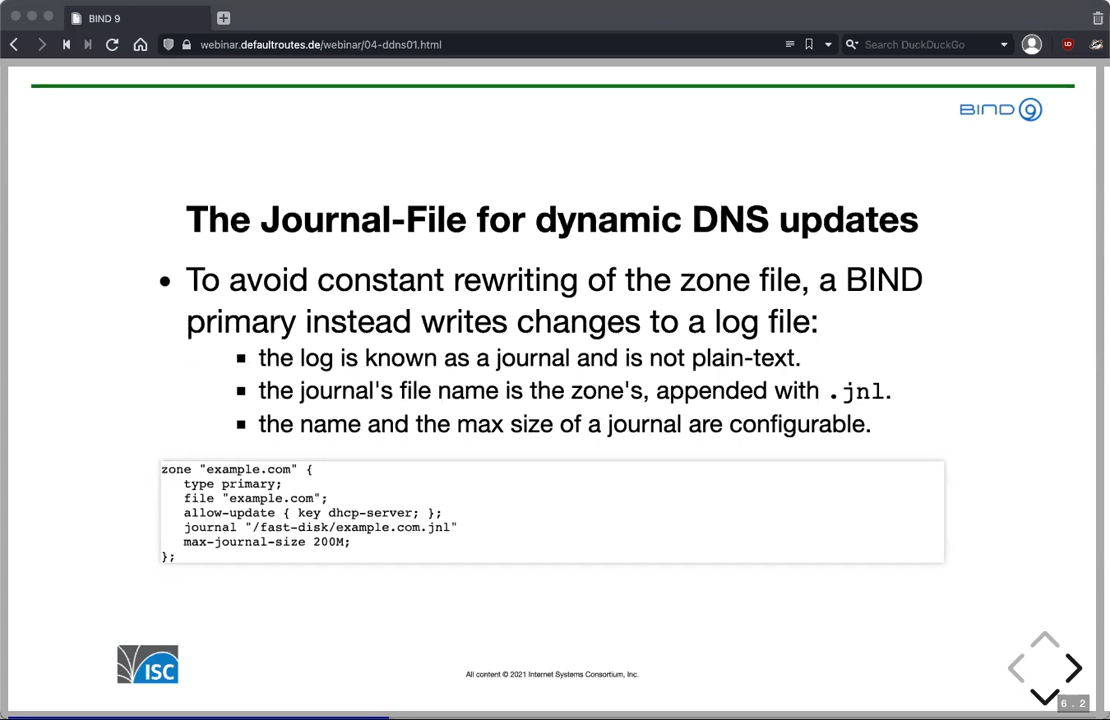 BIND 9
webinar.defaultroutes.de/webinar/04-ddns01.html
Search DuckDuckGo
BIND 9
The Journal-File for dynamic DNS updates
To avoid constant rewriting of the zone file, a BIND
primary instead writes changes to a log file:
the log is known as a journal and is not plain-text.
the journal's file name is the zone's, appended with .jnl.
the name and the max size of a journal are configurable.
zone "example.com" {
   type primary;
   file "example.com";
   allow-update { key dhcp-server; };
   journal "/fast-disk/example.com.jnl"
   max-journal-size 200M;
};
ISC
All content © 2021 Internet Systems Consortium, Inc.
6 . 2